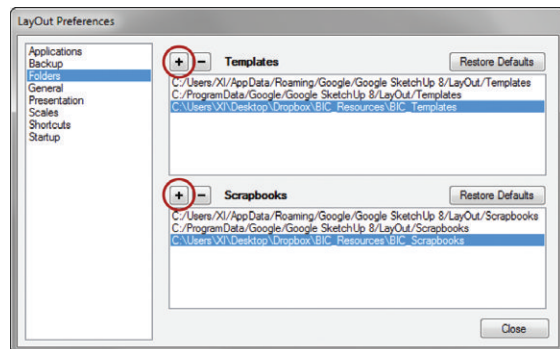 LayOut Preferences
Applications
Backup
Folders
General
Presentation
Scales
Shortcuts
Startup
+ − Templates Restore Defaults
C:/Users/XI/AppData/Roaming/Google/Google SketchUp 8/LayOut/Templates
C:/ProgramData/Google/Google SketchUp 8/LayOut/Templates
C:\Users\XI\Desktop\Dropbox\BIC_Resources\BIC_Templates
+ − Scrapbooks Restore Defaults
C:/Users/XI/AppData/Roaming/Google/Google SketchUp 8/LayOut/Scrapbooks
C:/ProgramData/Google/Google SketchUp 8/LayOut/Scrapbooks
C:\Users\XI\Desktop\Dropbox\BIC_Resources\BIC_Scrapbooks
Close